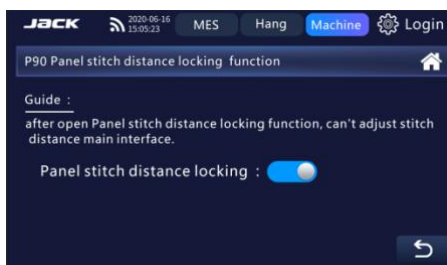 Jack 2020-06-16 MES Hang Machine Login
15:05:23
P90 Panel stitch distance locking function
Guide :
after open Panel stitch distance locking function, can't adjust stitch
distance main interface.
Panel stitch distance locking :